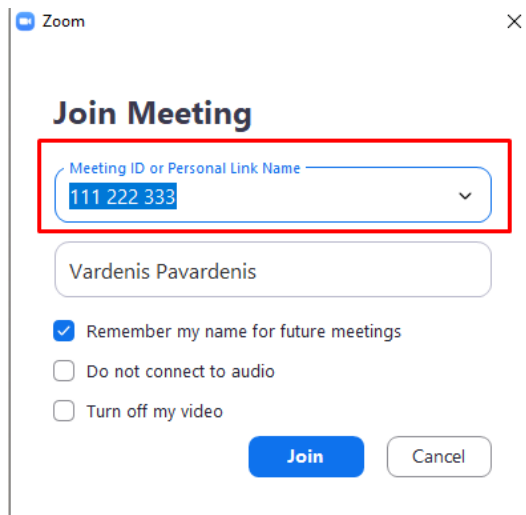 Zoom
Join Meeting
Meeting ID or Personal Link Name
111 222 333
Vardenis Pavardenis
Remember my name for future meetings
Do not connect to audio
Turn off my video
Join Cancel